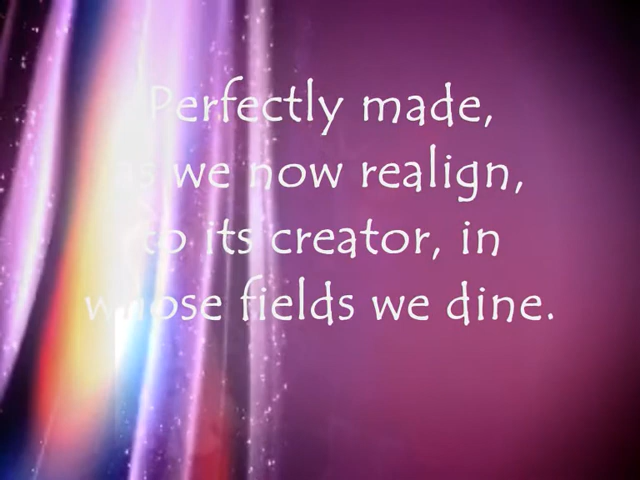 Perfectly made,
as we now realign,
to its creator, in
whose fields we dine.